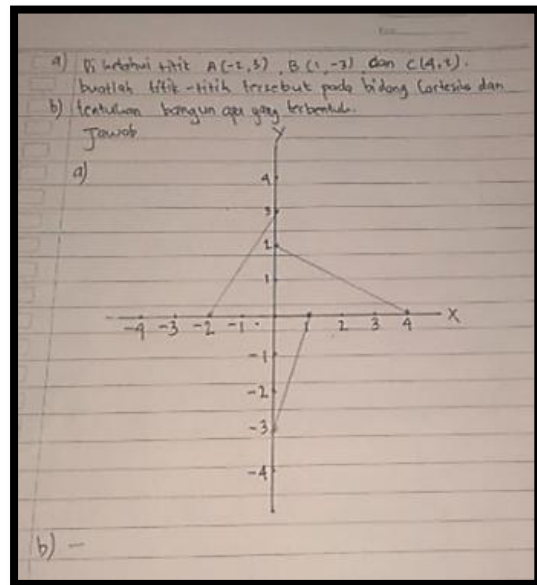 a) Di ketahui titik A(-2,3), B(1,-3) dan C(4,2).
buatlah titik-titik tersebut pada bidang Cartesius dan
b) tentukan bangun apa yang terbentuk.
Jawab
a)
Y
4
3
2
1
-4 -3 -2 -1 1 2 3 4 X
-1
-2
-3
-4
b) -